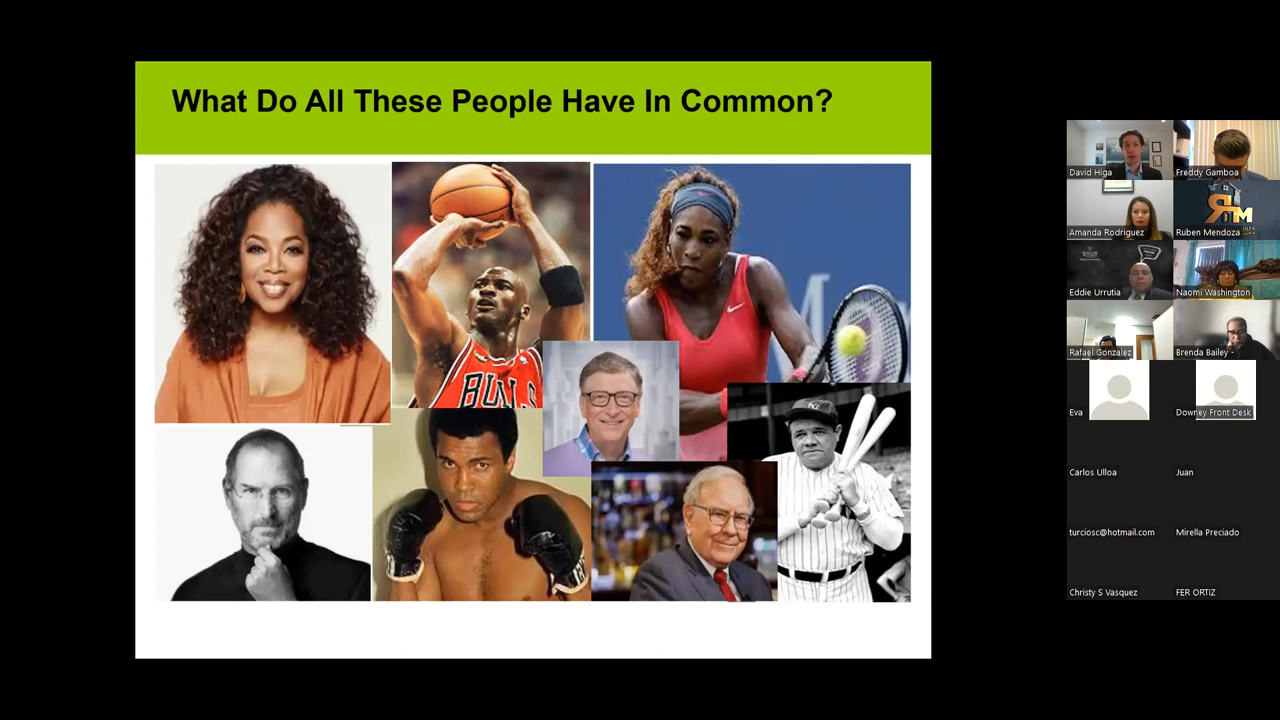 What Do All These People Have In Common?
BULLS
David Higa
Freddy Gamboa
Amanda Rodriguez
Ruben Mendoza
RM
Eddie Urrutia
Naomi Washington
Rafael Gonzalez
Brenda Bailey -
Eva
Downey Front Desk
Carlos Ulloa
Juan
turciosc@hotmail.com
Mirella Preciado
Christy S Vasquez
FER ORTIZ